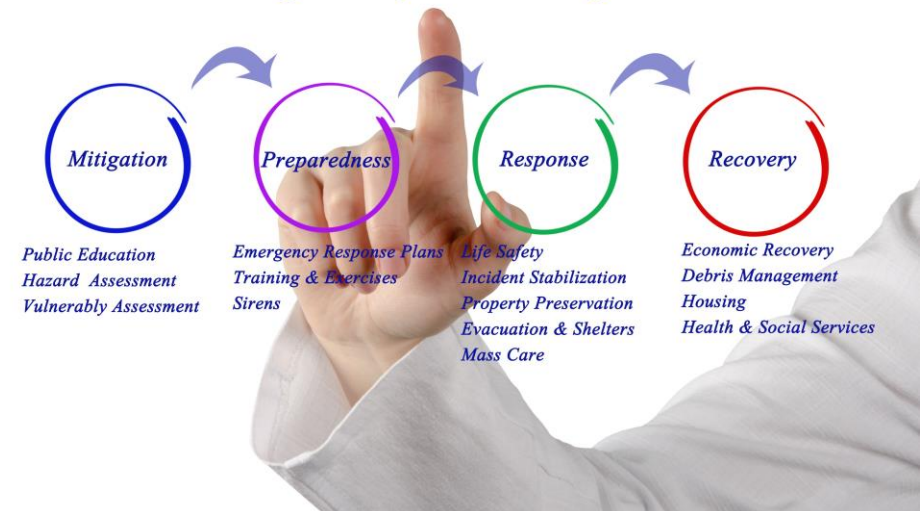 Mitigation
Public Education
Hazard Assessment
Vulnerably Assessment
Preparedness
Emergency Response Plans
Training & Exercises
Sirens
Response
Life Safety
Incident Stabilization
Property Preservation
Evacuation & Shelters
Mass Care
Recovery
Economic Recovery
Debris Management
Housing
Health & Social Services